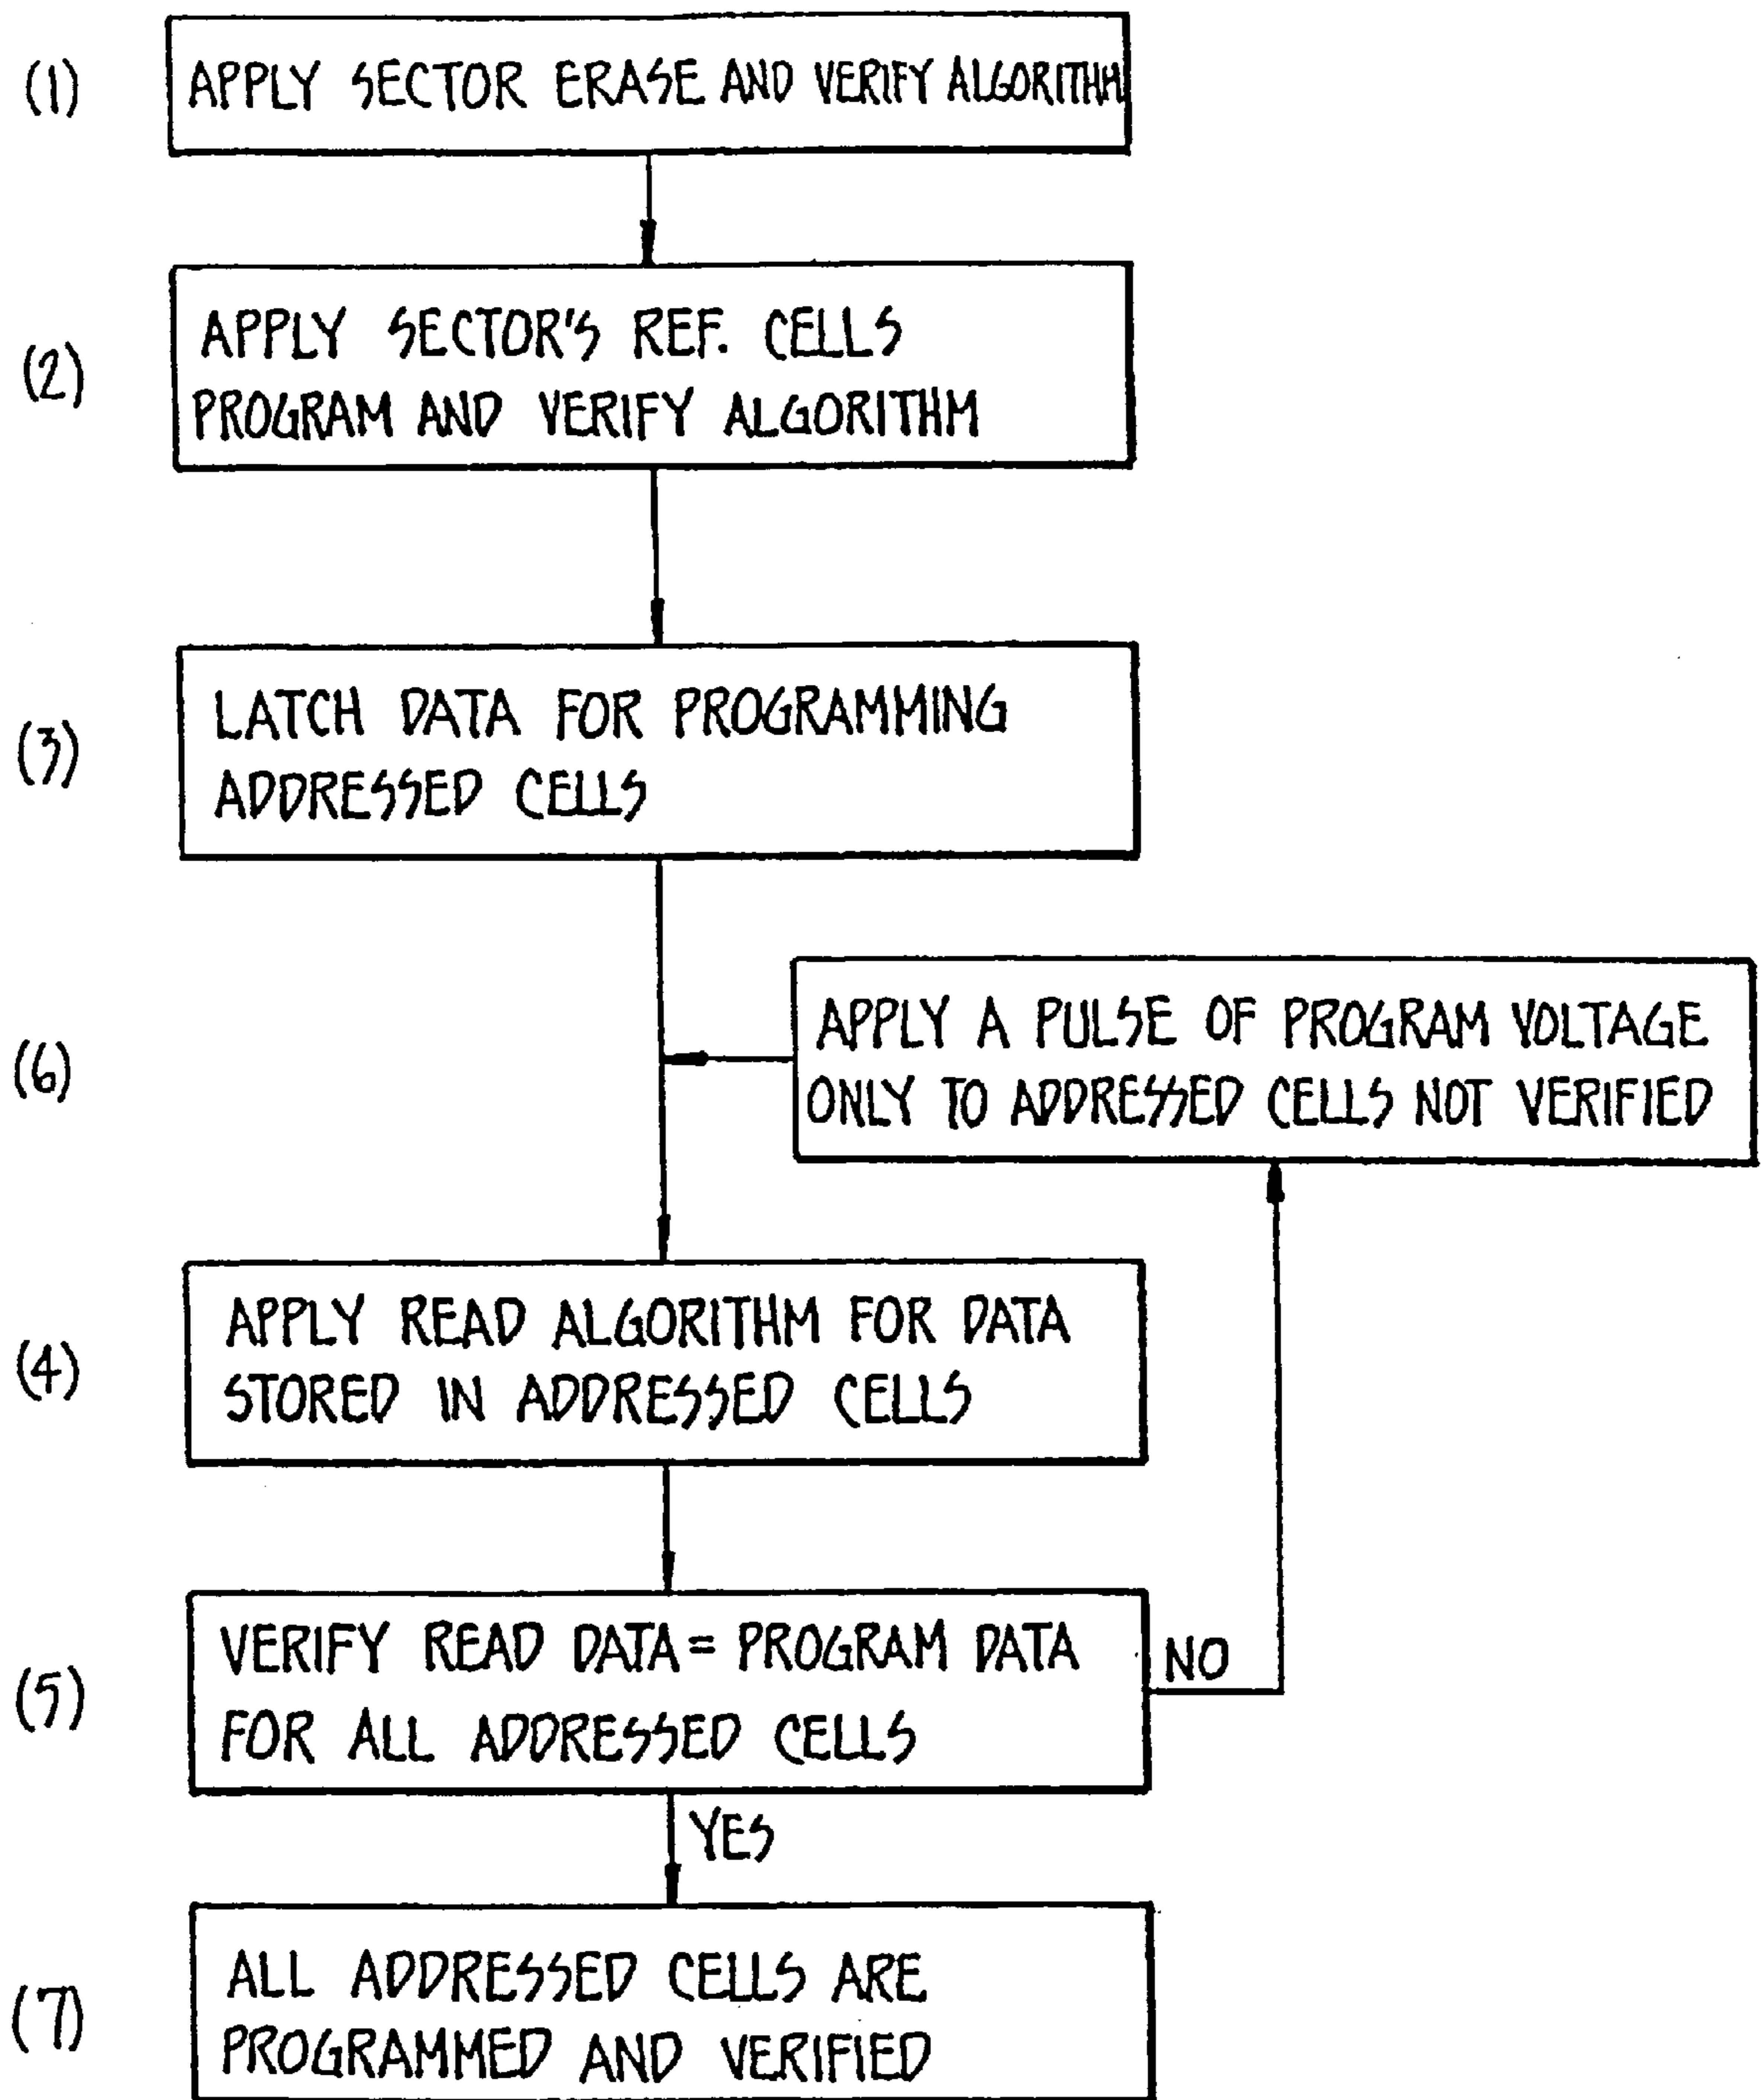 (1)
APPLY SECTOR ERASE AND VERIFY ALGORITHM
(2)
APPLY SECTOR'S REF. CELLS
PROGRAM AND VERIFY ALGORITHM
(3)
LATCH DATA FOR PROGRAMMING
ADDRESSED CELLS
(6)
APPLY A PULSE OF PROGRAM VOLTAGE
ONLY TO ADDRESSED CELLS NOT VERIFIED
(4)
APPLY READ ALGORITHM FOR DATA
STORED IN ADDRESSED CELLS
(5)
VERIFY READ DATA = PROGRAM DATA
FOR ALL ADDRESSED CELLS
NO
YES
(7)
ALL ADDRESSED CELLS ARE
PROGRAMMED AND VERIFIED